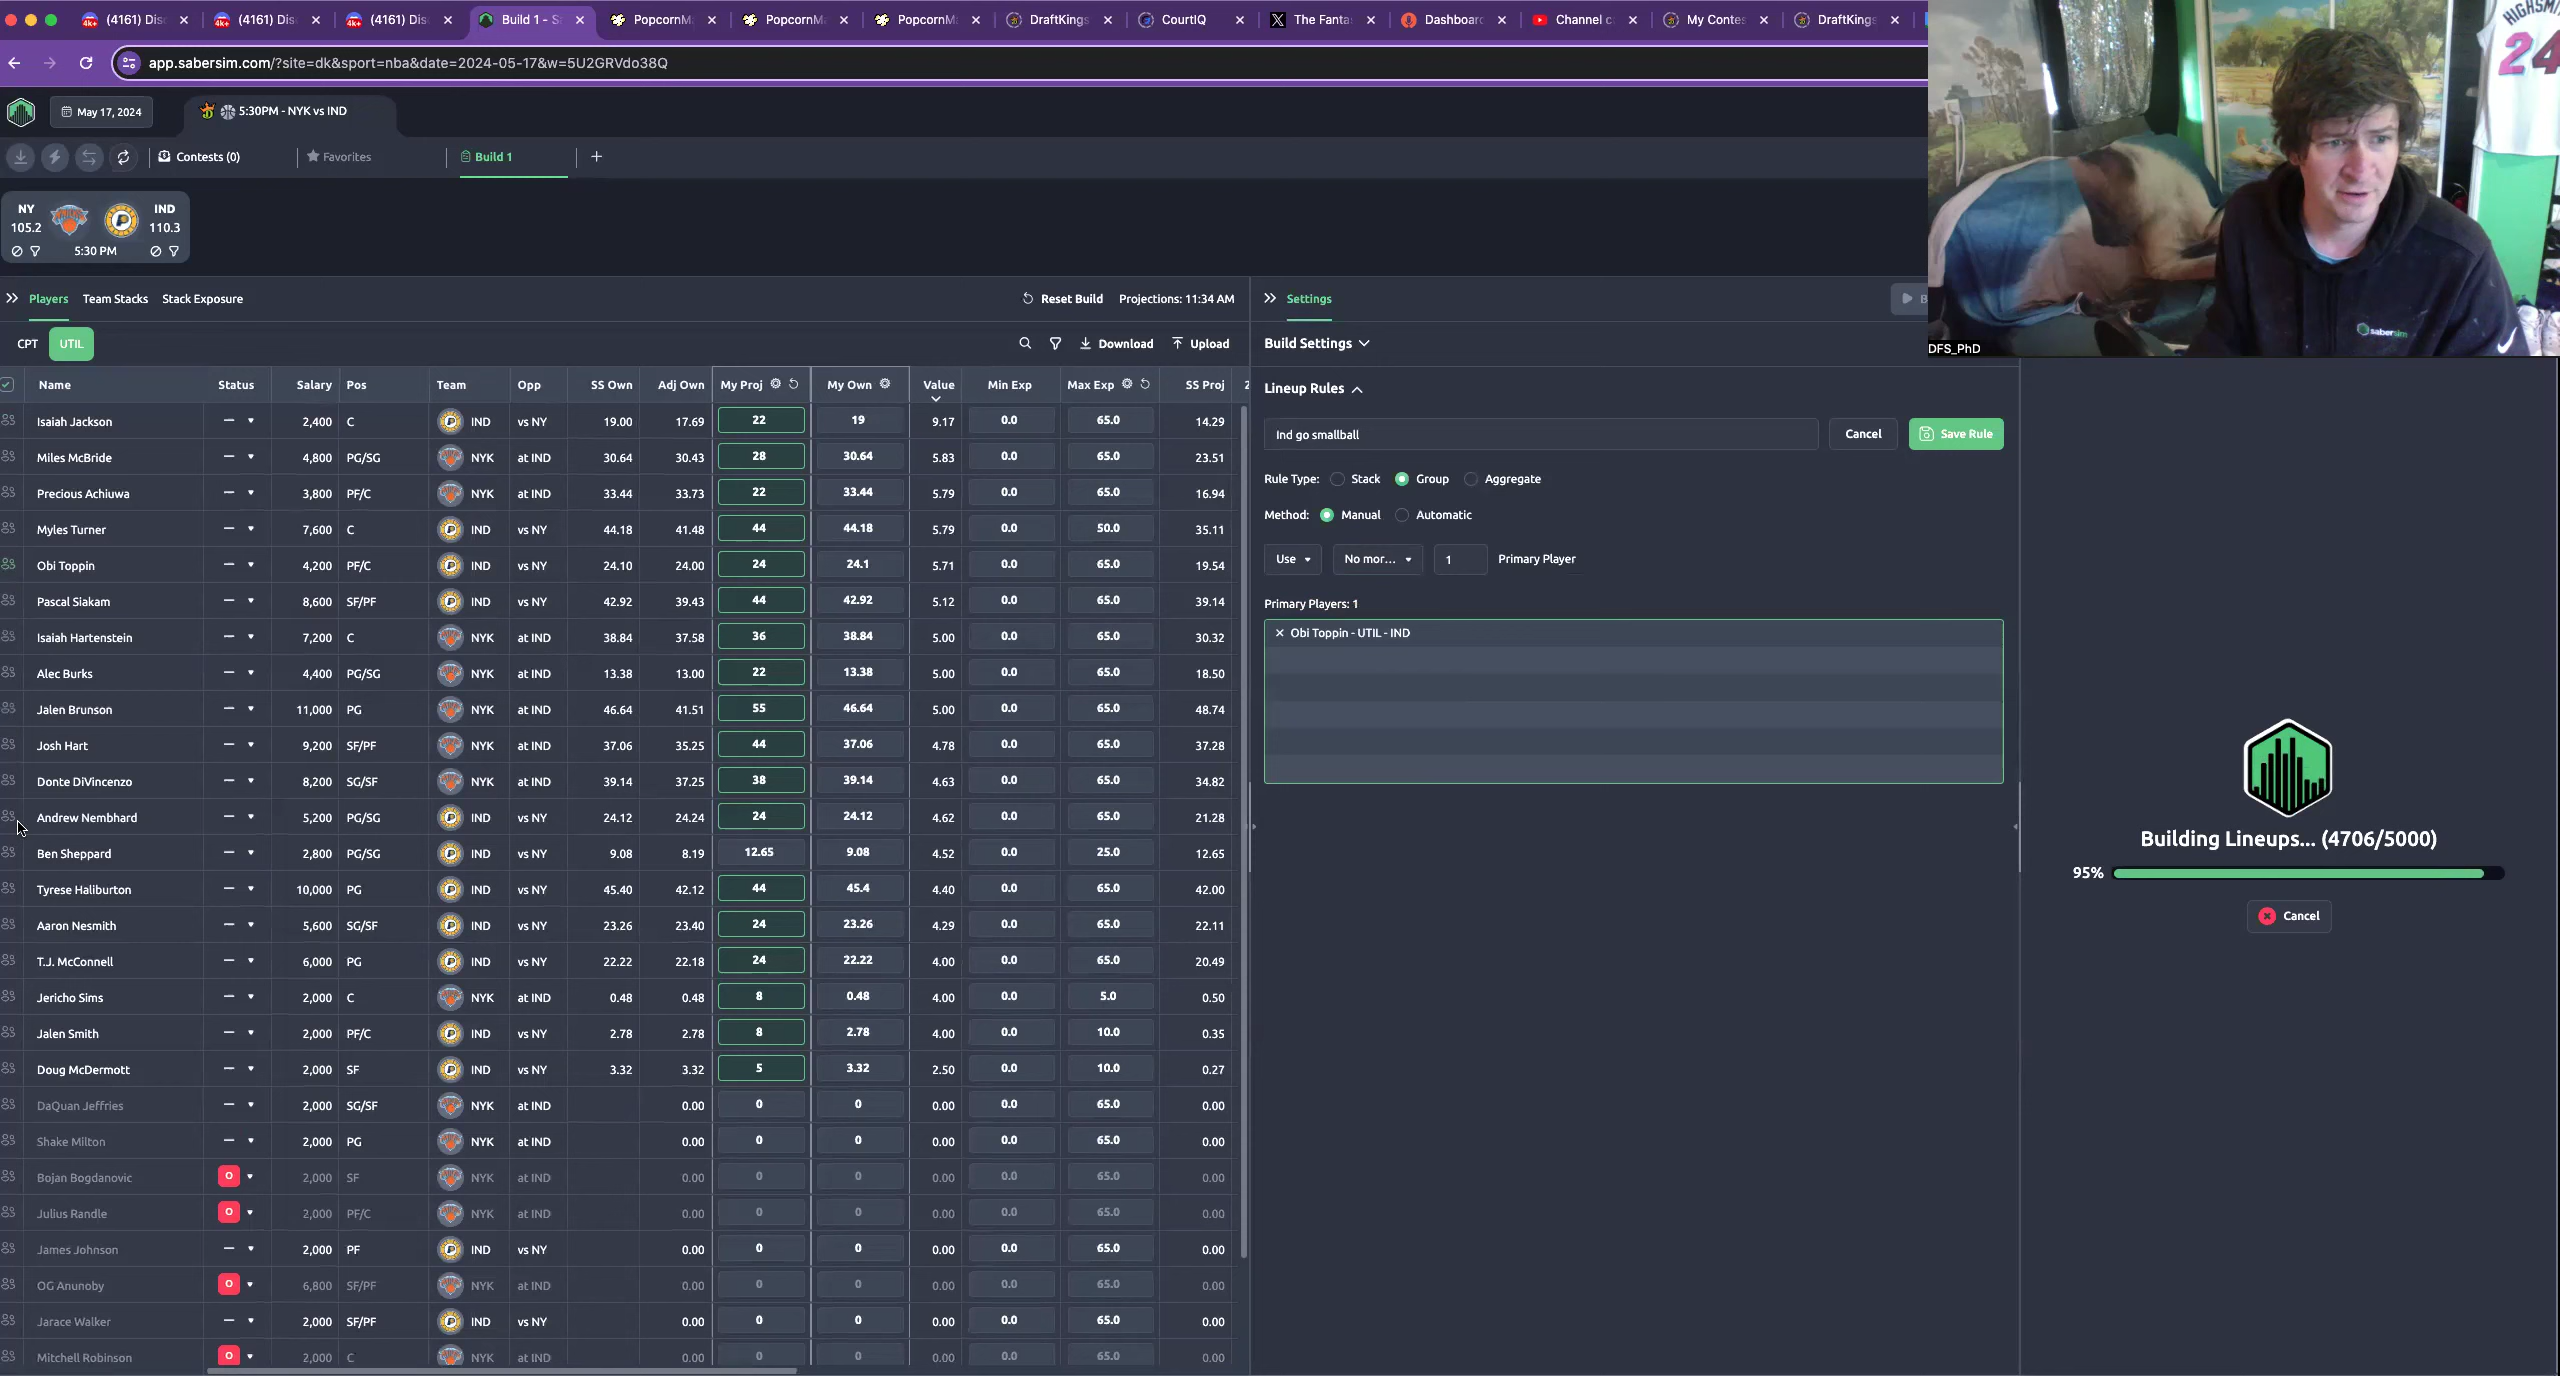 (4161) Disc
(4161) Disc
(4161) Disc
Build 1 - S
PopcornM
PopcornM
PopcornM
DraftKings
CourtIQ
The Fanta
Dashboard
Channel c
My Contes
DraftKings
app.sabersim.com/?site=dk&sport=nba&date=2024-05-17&w=5U2GRVdo38Q
May 17, 2024
5:30PM - NYK vs IND
Contests (0)
Favorites
Build 1
NY IND
105.2 110.3
5:30 PM
Players Team Stacks Stack Exposure Reset Build Projections: 11:34 AM
CPT UTIL Download Upload
Name Status Salary Pos Team Opp SS Own Adj Own My Proj My Own Value Min Exp Max Exp SS Proj 2
Isaiah Jackson — 2,400 C IND vs NY 19.00 17.69 22 19 9.17 0.0 65.0 14.29
Miles McBride — 4,800 PG/SG NYK at IND 30.64 30.43 28 30.64 5.83 0.0 65.0 23.51
Precious Achiuwa — 3,800 PF/C NYK at IND 33.44 33.73 22 33.44 5.79 0.0 65.0 16.94
Myles Turner — 7,600 C IND vs NY 44.18 41.48 44 44.18 5.79 0.0 50.0 35.11
Obi Toppin — 4,200 PF/C IND vs NY 24.10 24.00 24 24.1 5.71 0.0 65.0 19.54
Pascal Siakam — 8,600 SF/PF IND vs NY 42.92 39.43 44 42.92 5.12 0.0 65.0 39.14
Isaiah Hartenstein — 7,200 C NYK at IND 38.84 37.58 36 38.84 5.00 0.0 65.0 30.32
Alec Burks — 4,400 PG/SG NYK at IND 13.38 13.00 22 13.38 5.00 0.0 65.0 18.50
Jalen Brunson — 11,000 PG NYK at IND 46.64 41.51 55 46.64 5.00 0.0 65.0 48.74
Josh Hart — 9,200 SF/PF NYK at IND 37.06 35.25 44 37.06 4.78 0.0 65.0 37.28
Donte DiVincenzo — 8,200 SG/SF NYK at IND 39.14 37.25 38 39.14 4.63 0.0 65.0 34.82
Andrew Nembhard — 5,200 PG/SG IND vs NY 24.12 24.24 24 24.12 4.62 0.0 65.0 21.28
Ben Sheppard — 2,800 PG/SG IND vs NY 9.08 8.19 12.65 9.08 4.52 0.0 25.0 12.65
Tyrese Haliburton — 10,000 PG IND vs NY 45.40 42.12 44 45.4 4.40 0.0 65.0 42.00
Aaron Nesmith — 5,600 SG/SF IND vs NY 23.26 23.40 24 23.26 4.29 0.0 65.0 22.11
T.J. McConnell — 6,000 PG IND vs NY 22.22 22.18 24 22.22 4.00 0.0 65.0 20.49
Jericho Sims — 2,000 C NYK at IND 0.48 0.48 8 0.48 4.00 0.0 5.0 0.50
Jalen Smith — 2,000 PF/C IND vs NY 2.78 2.78 8 2.78 4.00 0.0 10.0 0.35
Doug McDermott — 2,000 SF IND vs NY 3.32 3.32 5 3.32 2.50 0.0 10.0 0.27
DaQuan Jeffries — 2,000 SG/SF NYK at IND 0.00 0 0 0.00 0.0 65.0 0.00
Shake Milton — 2,000 PG NYK at IND 0.00 0 0 0.00 0.0 65.0 0.00
Bojan Bogdanovic O 2,000 SF NYK at IND 0.00 0 0 0.00 0.0 65.0 0.00
Julius Randle O 2,000 PF/C NYK at IND 0.00 0 0 0.00 0.0 65.0 0.00
James Johnson — 2,000 PF IND vs NY 0.00 0 0 0.00 0.0 65.0 0.00
OG Anunoby O 6,800 SF/PF NYK at IND 0.00 0 0 0.00 0.0 65.0 0.00
Jarace Walker — 2,000 SF/PF IND vs NY 0.00 0 0 0.00 0.0 65.0 0.00
Mitchell Robinson O 2,000 C NYK at IND 0.00 0 0 0.00 0.0 65.0 0.00
Settings
B
Build Settings
Lineup Rules
Ind go smallball Cancel Save Rule
Rule Type: Stack Group Aggregate
Method: Manual Automatic
Use No mor... 1 Primary Player
Primary Players: 1
Obi Toppin - UTIL - IND
HIGHSMI
24
sabersim
DFS_PhD
Building Lineups... (4706/5000)
95%
Cancel